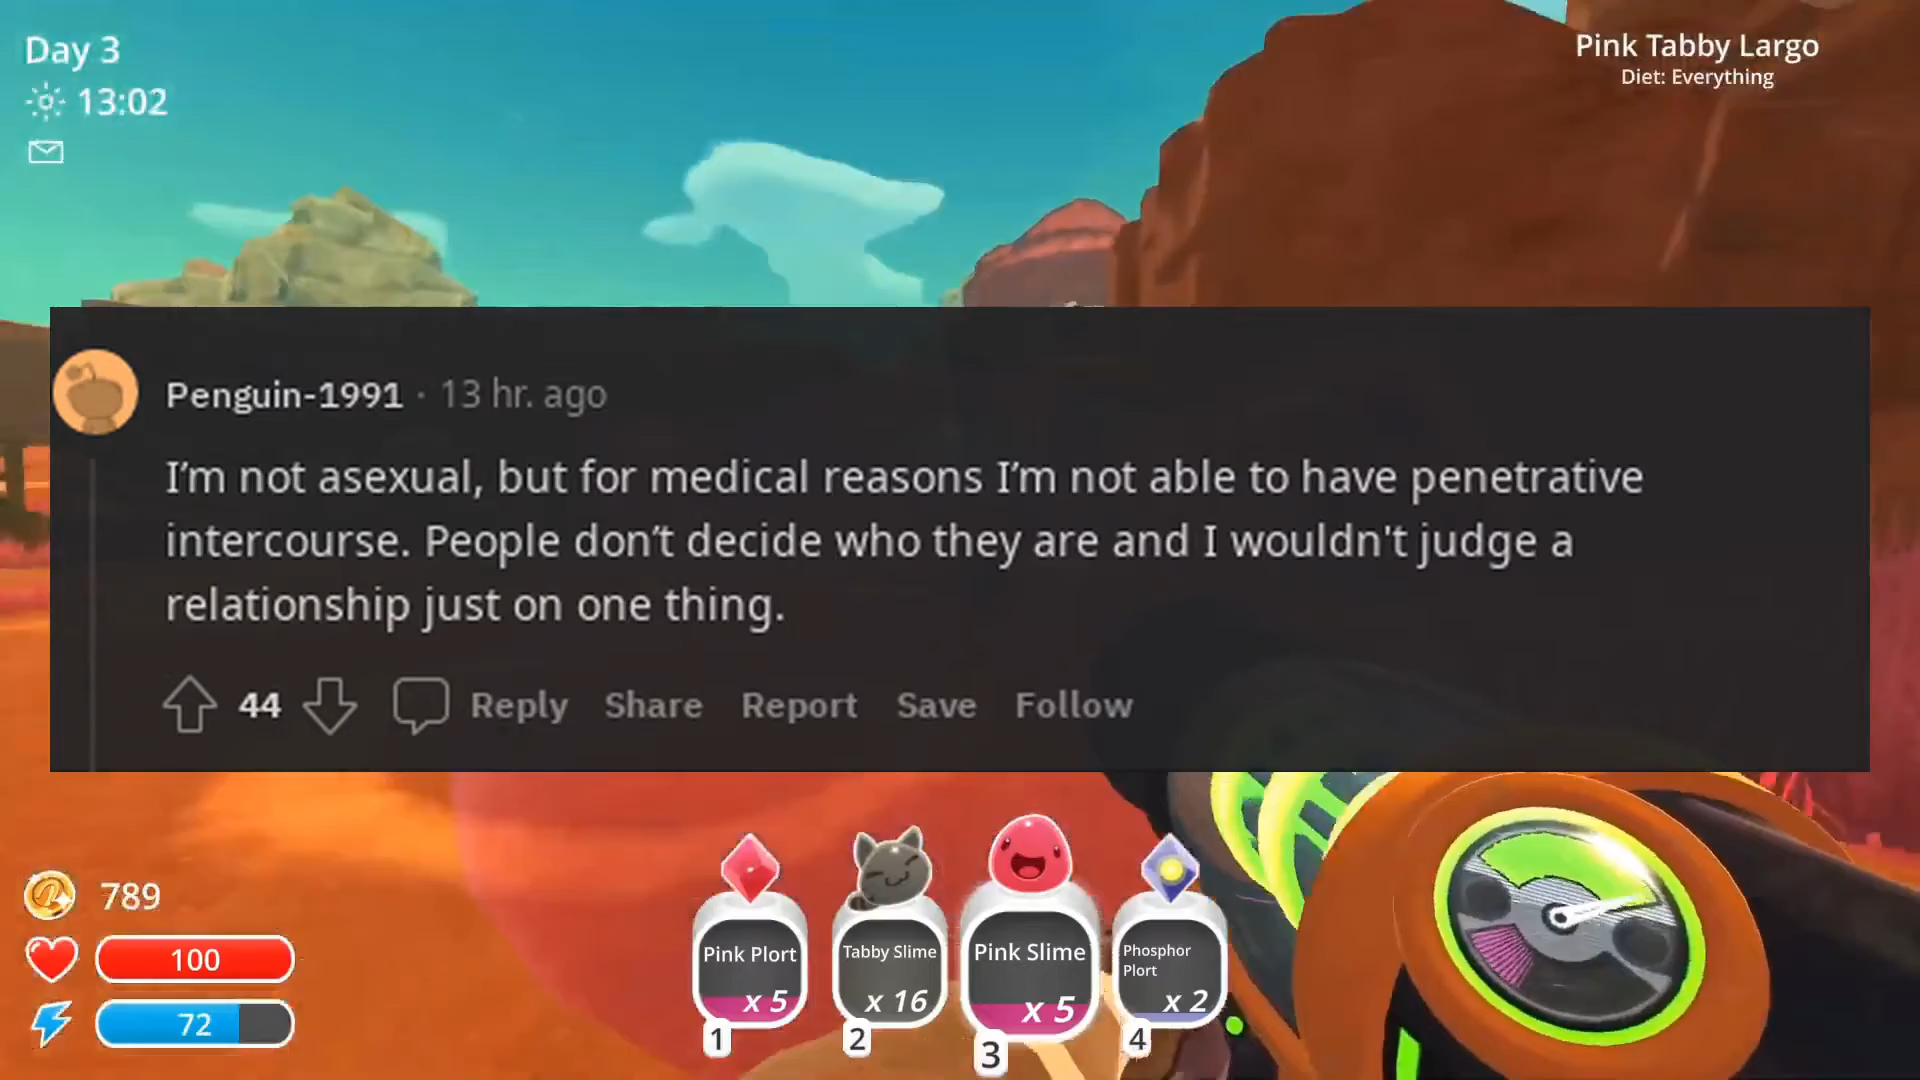 Day 3
13:02
Pink Tabby Largo
Diet: Everything
Penguin-1991 · 13 hr. ago
I’m not asexual, but for medical reasons I’m not able to have penetrative
intercourse. People don’t decide who they are and I wouldn't judge a
relationship just on one thing.
44 Reply Share Report Save Follow
789
100
72
Pink Plort
x 5
1
Tabby Slime
x 16
2
Pink Slime
x 5
3
Phosphor
Plort
x 2
4